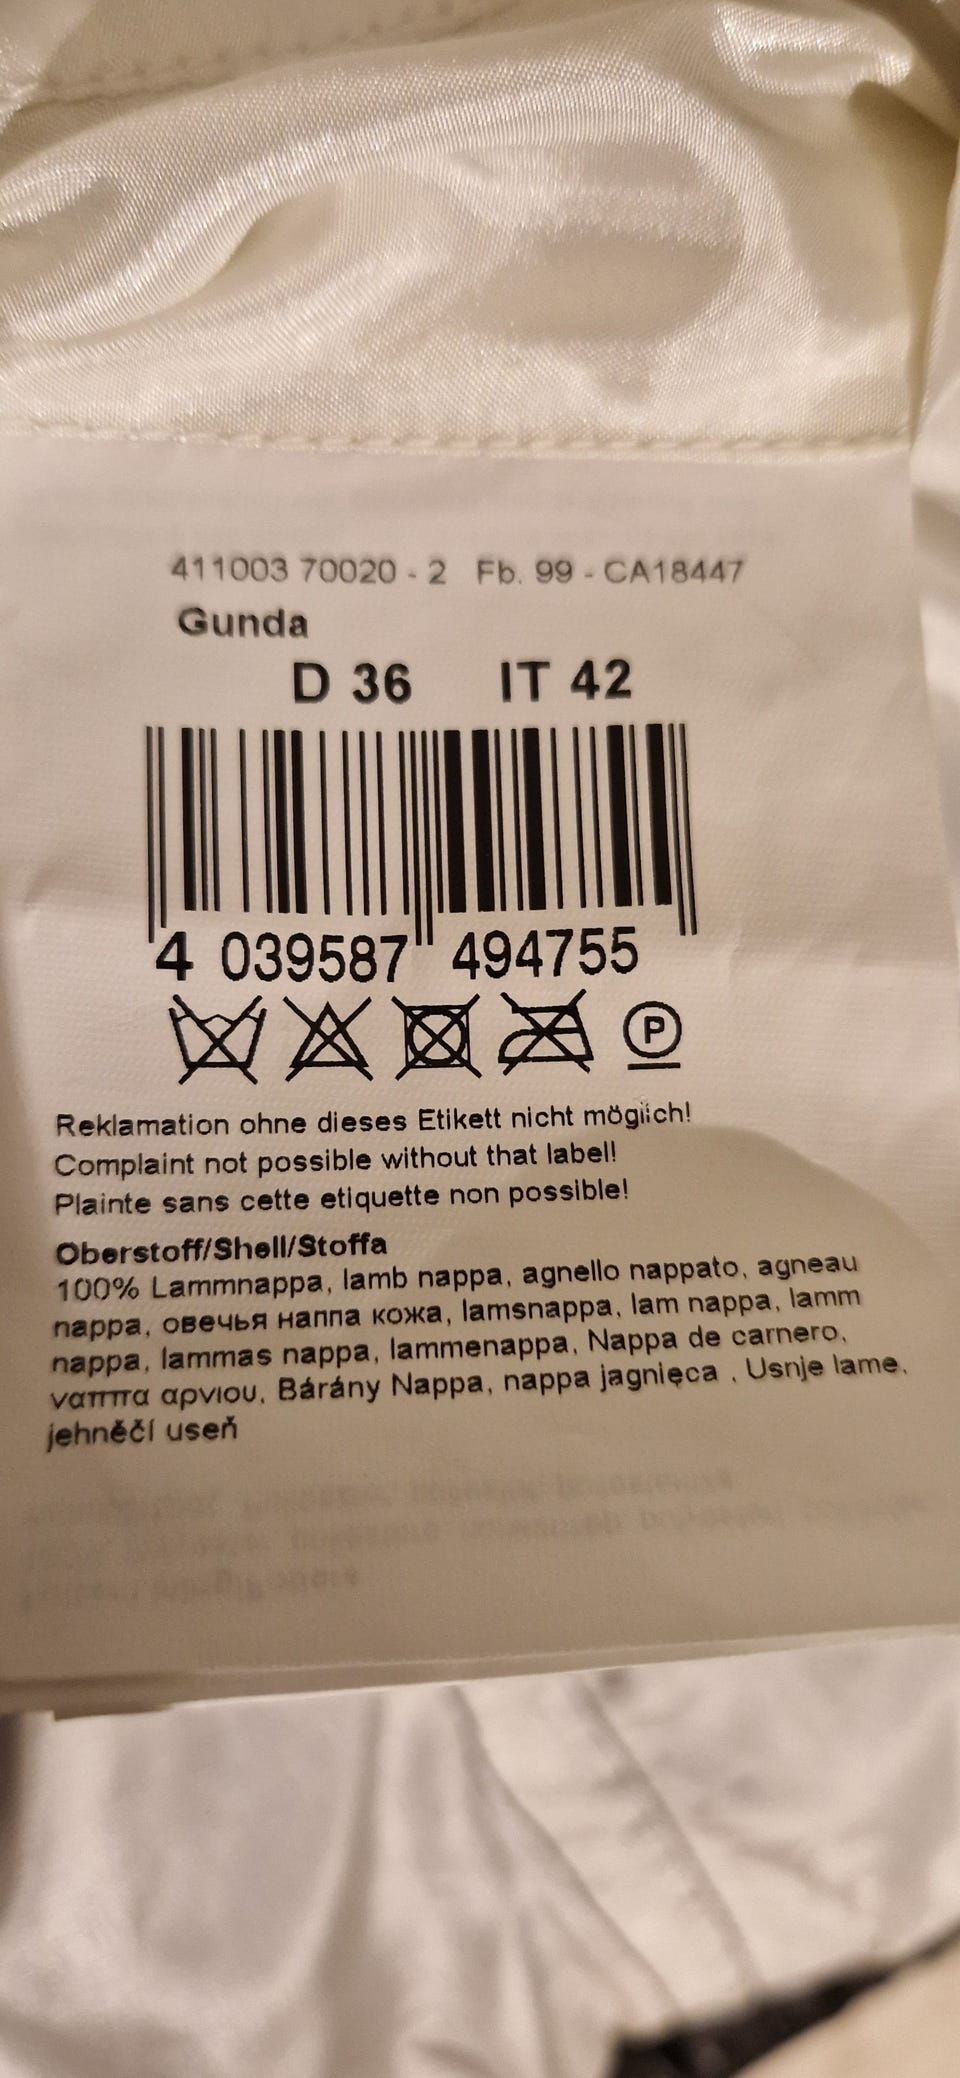 411003 70020 - 2 Fb. 99 - CA18447
Gunda
D 36 IT 42
4 039587 494755
P
Reklamation ohne dieses Etikett nicht möglich!
Complaint not possible without that label!
Plainte sans cette etiquette non possible!
Oberstoff/Shell/Stoffa
100% Lammnappa, lamb nappa, agnello nappato, agneau
nappa, овечья наппа кожа, lamsnappa, lam nappa, lamm
nappa, lammas nappa, lammenappa, Nappa de carnero,
ναππα αρνιου, Bárány Nappa, nappa jagnięca , Usnje lame,
jehněčí useň